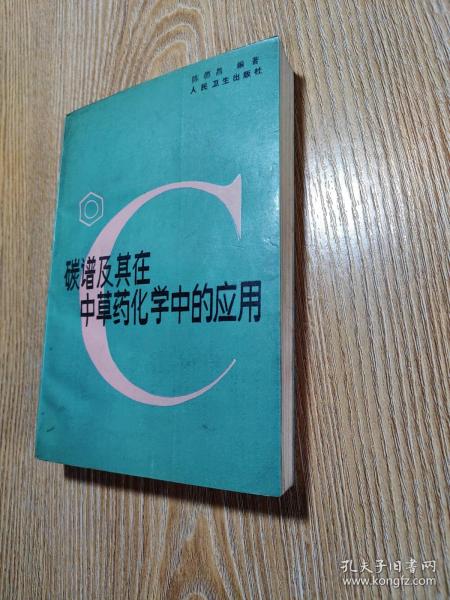 陈德昌 编著
人民卫生出版社
C
碳谱及其在
中草药化学中的应用
孔夫子旧书网
www.kongfz.com